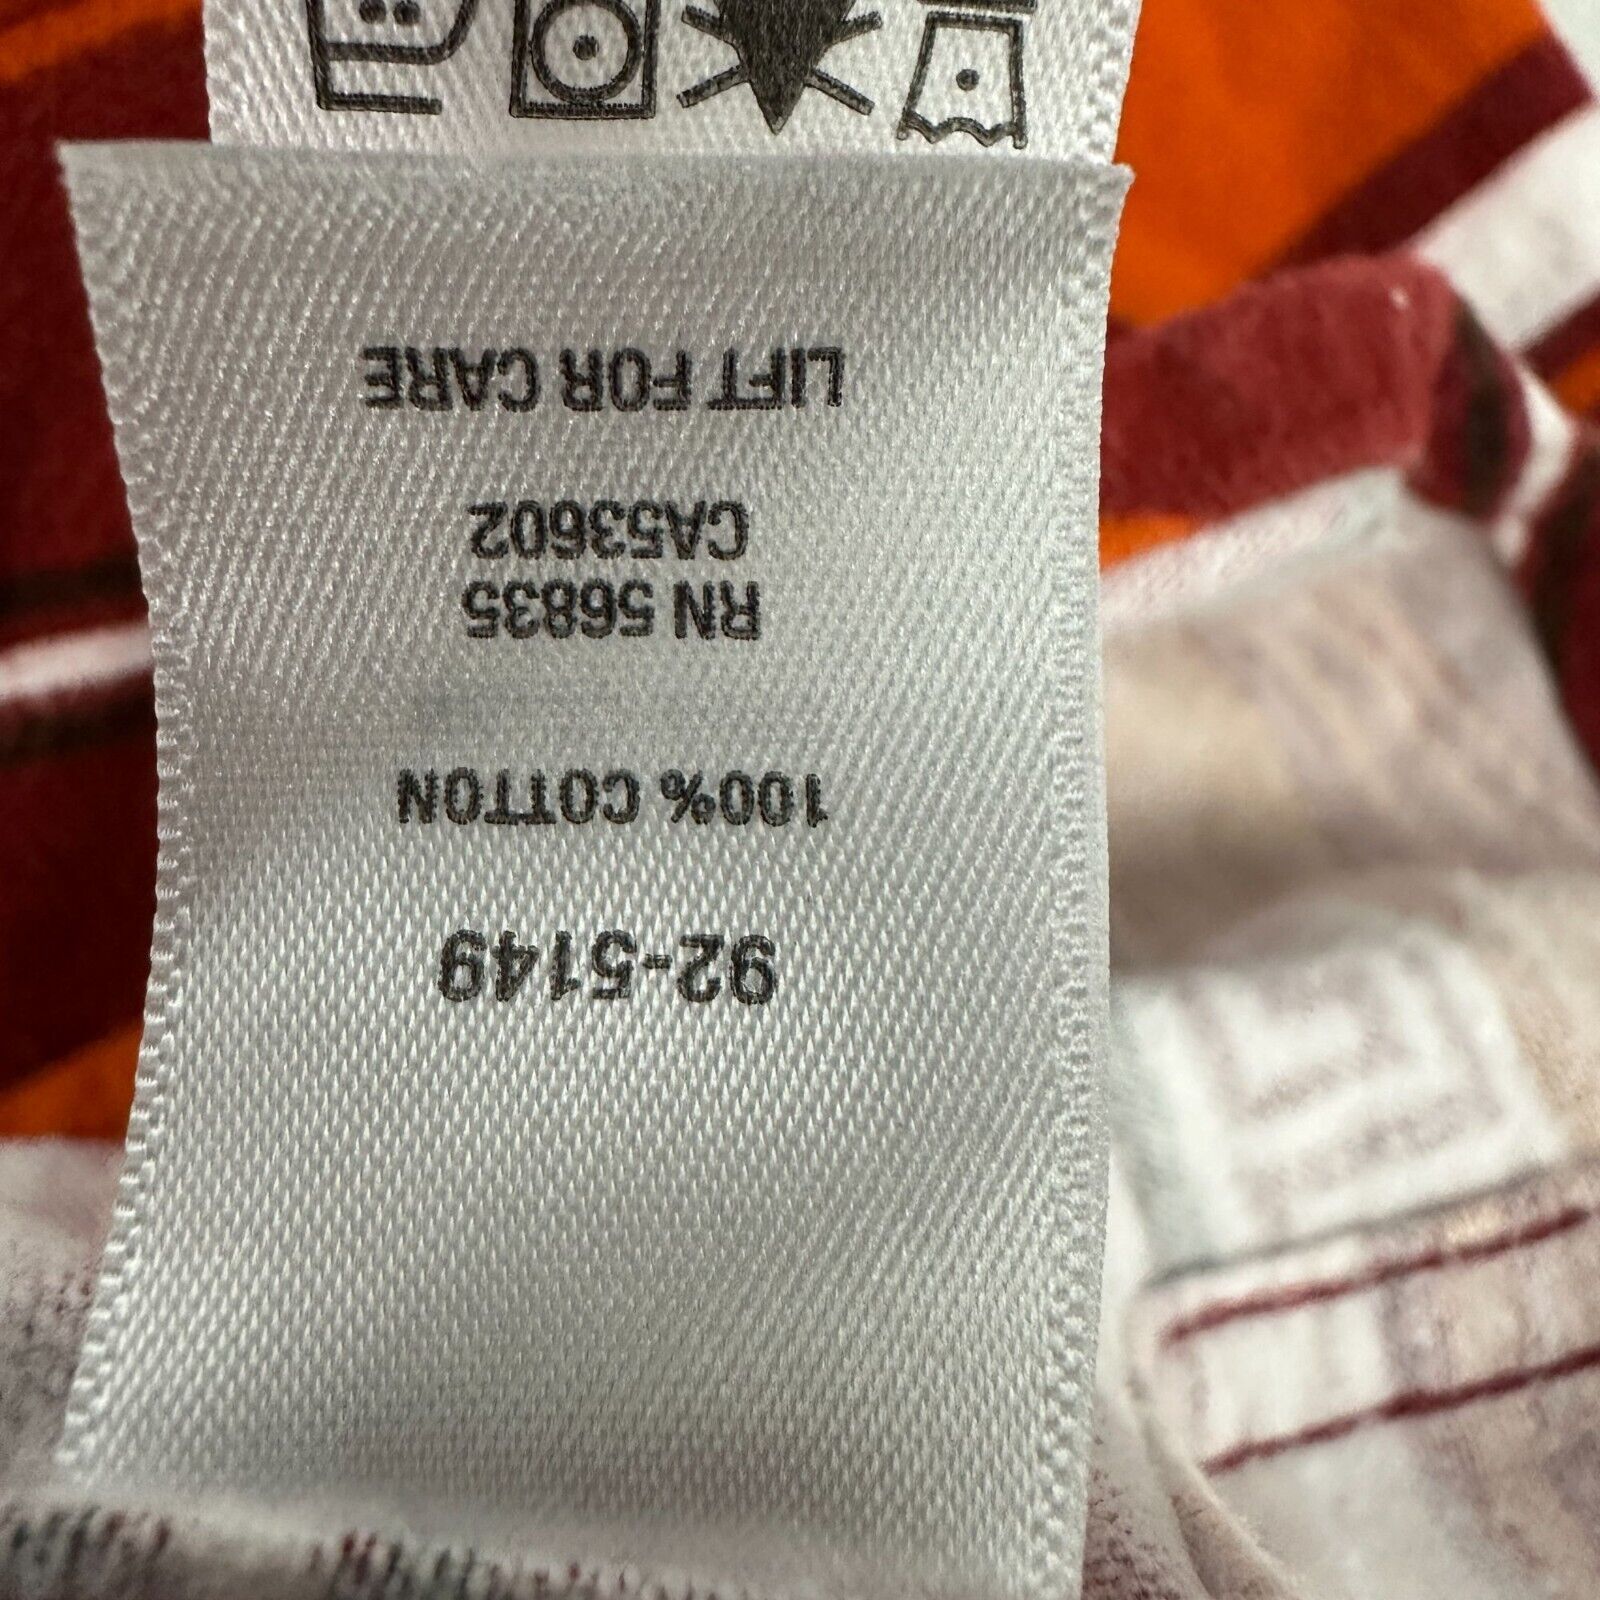 92-5149
100% COTTON
RN 56835
CA53602
LIFT FOR CARE